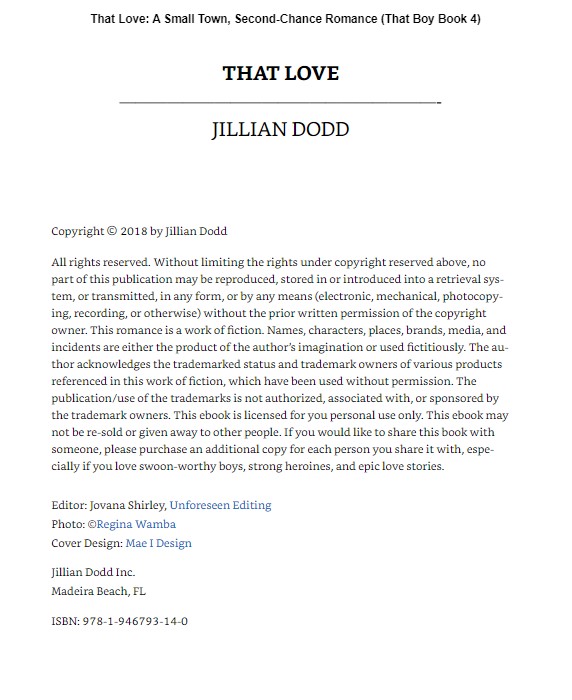 That Love: A Small Town, Second-Chance Romance (That Boy Book 4)
THAT LOVE
JILLIAN DODD
Copyright © 2018 by Jillian Dodd
All rights reserved. Without limiting the rights under copyright reserved above, no
part of this publication may be reproduced, stored in or introduced into a retrieval sys-
tem, or transmitted, in any form, or by any means (electronic, mechanical, photocopy-
ing, recording, or otherwise) without the prior written permission of the copyright
owner. This romance is a work of fiction. Names, characters, places, brands, media, and
incidents are either the product of the author's imagination or used fictitiously. The au-
thor acknowledges the trademarked status and trademark owners of various products
referenced in this work of fiction, which have been used without permission. The
publication/use of the trademarks is not authorized, associated with, or sponsored by
the trademark owners. This ebook is licensed for you personal use only. This ebook may
not be re-sold or given away to other people. If you would like to share this book with
someone, please purchase an additional copy for each person you share it with, espe-
cially if you love swoon-worthy boys, strong heroines, and epic love stories.
Editor: Jovana Shirley, Unforeseen Editing
Photo: ©Regina Wamba
Cover Design: Mae I Design
Jillian Dodd Inc.
Madeira Beach, FL
ISBN: 978-1-946793-14-0